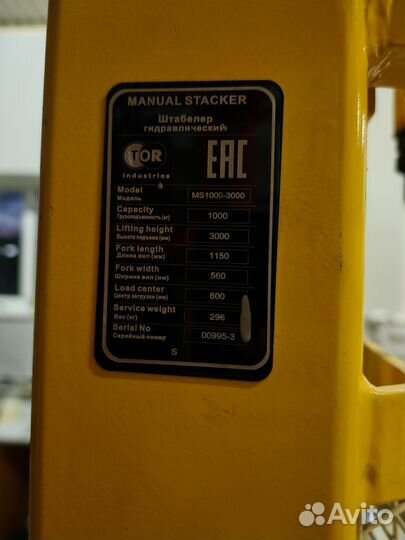 MANUAL STACKER
Штабелер
гидравлический
TOR
industries
EAC
Model
Модель
MS1000-3000
Capacity
Грузоподъемность (кг)
1000
Lifting height
Высота подъема (мм)
3000
Fork length
Длина вил (мм)
1150
Fork width
Ширина вил (мм)
560
Load center
Центр загрузки (мм)
600
Service weight
Вес (кг)
296
Serial No
Серийный номер
00995-3
S
Avito